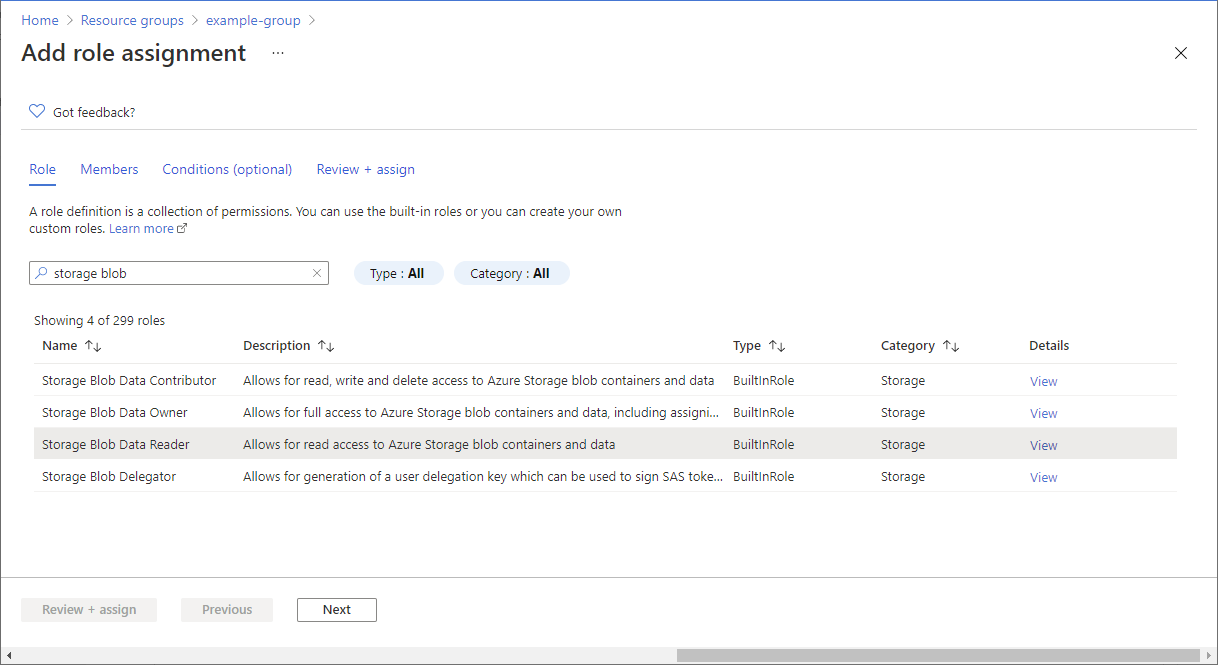 Home > Resource groups > example-group >
Add role assignment ...
Got feedback?
Role Members Conditions (optional) Review + assign
A role definition is a collection of permissions. You can use the built-in roles or you can create your own
custom roles. Learn more
storage blob Type : All Category : All
Showing 4 of 299 roles
Name ↑↓ Description ↑↓ Type ↑↓ Category ↑↓ Details
Storage Blob Data Contributor Allows for read, write and delete access to Azure Storage blob containers and data BuiltInRole Storage View
Storage Blob Data Owner Allows for full access to Azure Storage blob containers and data, including assigni... BuiltInRole Storage View
Storage Blob Data Reader Allows for read access to Azure Storage blob containers and data BuiltInRole Storage View
Storage Blob Delegator Allows for generation of a user delegation key which can be used to sign SAS toke... BuiltInRole Storage View
Review + assign Previous Next